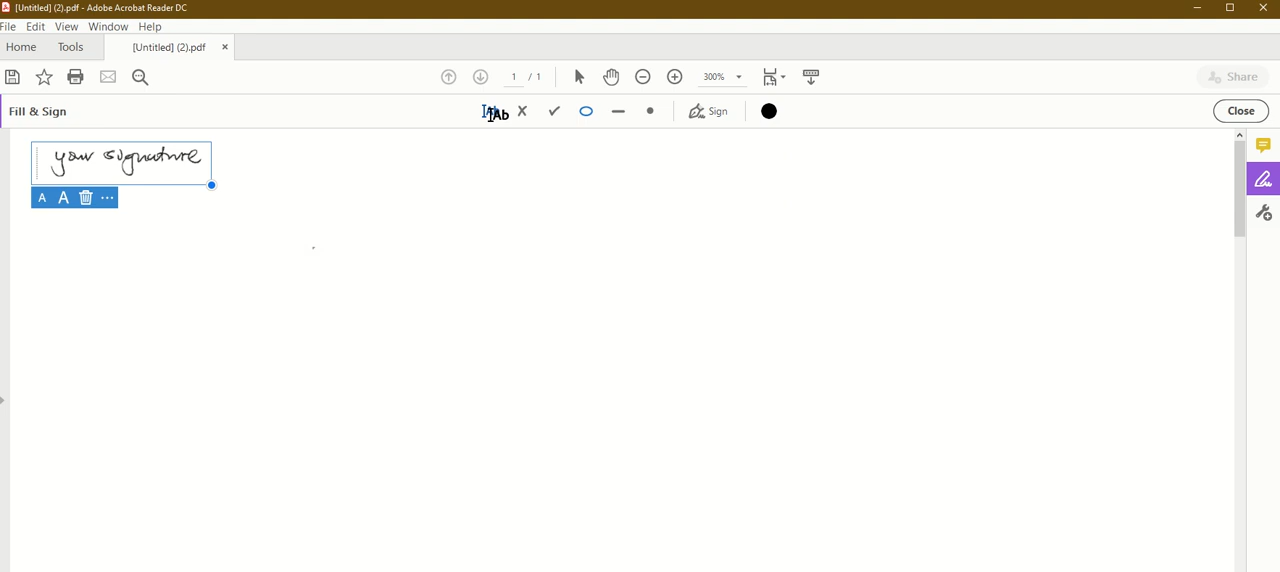 [Untitled] (2).pdf - Adobe Acrobat Reader DC
File Edit View Window Help
Home Tools [Untitled] (2).pdf ×
1 / 1 300% Share
Fill & Sign Ab Sign Close
your signature
A A ...